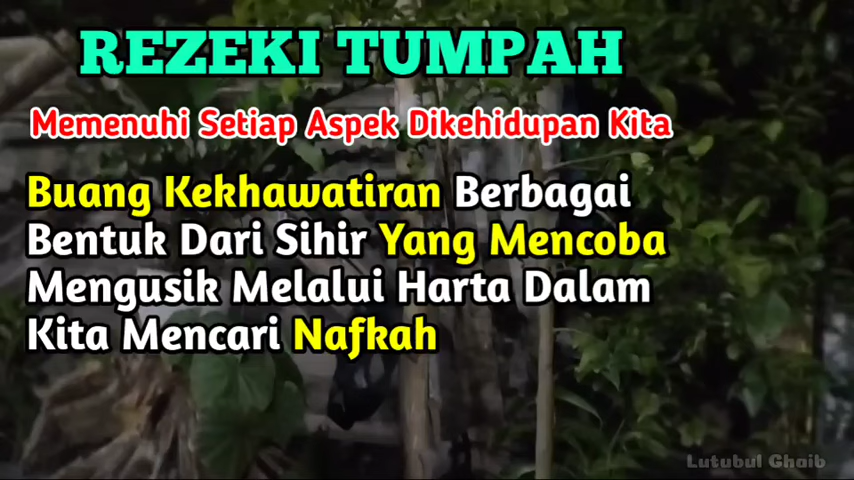 REZEKI TUMPAH
Memenuhi Setiap Aspek Dikehidupan Kita
Buang Kekhawatiran Berbagai
Bentuk Dari Sihir Yang Mencoba
Mengusik Melalui Harta Dalam
Kita Mencari Nafkah
Lutubul Ghaib